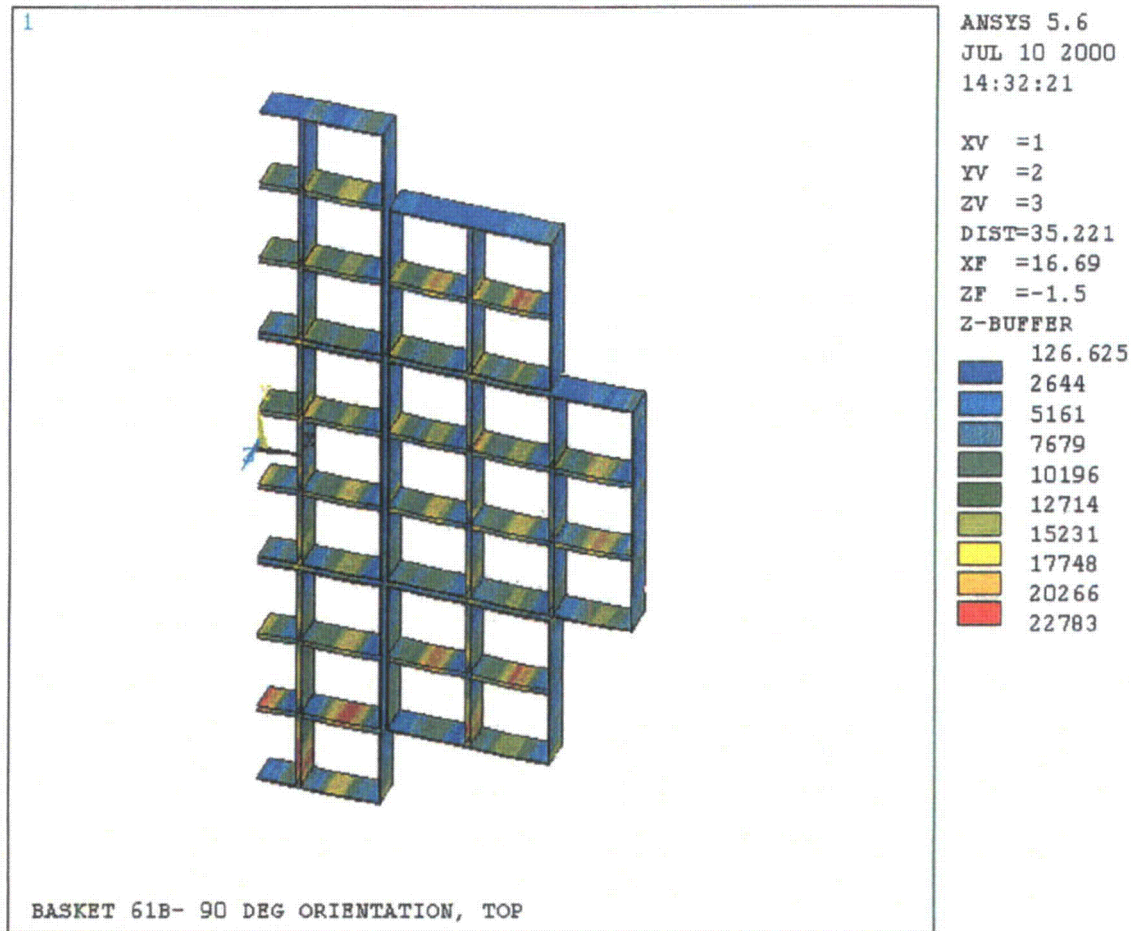 1
ANSYS 5.6
JUL 10 2000
14:32:21
XV =1
YV =2
ZV =3
DIST=35.221
XF =16.69
ZF =-1.5
Z-BUFFER
126.625
2644
5161
7679
10196
12714
15231
17748
20266
22783
BASKET 61B- 90 DEG ORIENTATION, TOP